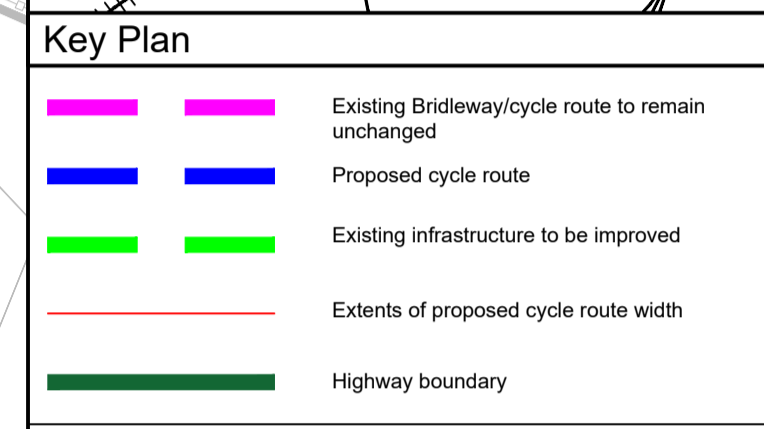 Key Plan
Existing Bridleway/cycle route to remain
unchanged
Proposed cycle route
Existing infrastructure to be improved
Extents of proposed cycle route width
Highway boundary